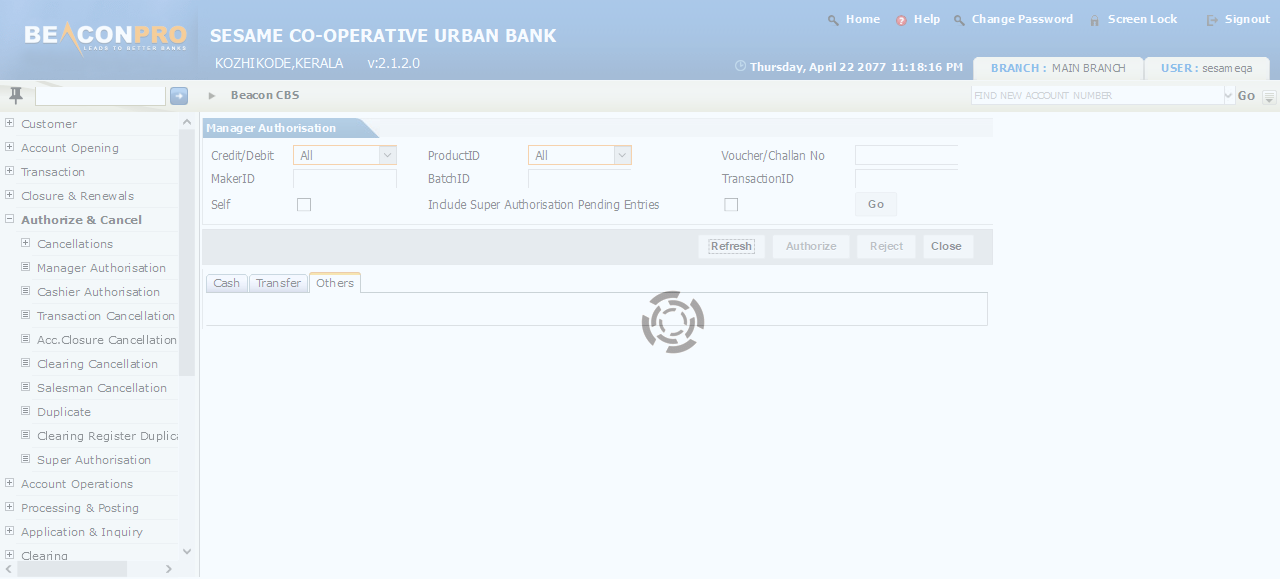 BEACONPRO
LEADS TO BETTER BANKS
SESAME CO-OPERATIVE URBAN BANK
KOZHIKODE,KERALA v:2.1.2.0
Home Help Change Password Screen Lock Signout
Thursday, April 22 2077 11:18:16 PM BRANCH : MAIN BRANCH USER : sesameqa
Beacon CBS FIND NEW ACCOUNT NUMBER Go
Customer
Account Opening
Transaction
Closure & Renewals
Authorize & Cancel
Cancellations
Manager Authorisation
Cashier Authorisation
Transaction Cancellation
Acc.Closure Cancellation
Clearing Cancellation
Salesman Cancellation
Duplicate
Clearing Register Duplica
Super Authorisation
Account Operations
Processing & Posting
Application & Inquiry
Clearing
Manager Authorisation
Credit/Debit All ProductID All Voucher/Challan No
MakerID BatchID TransactionID
Self Include Super Authorisation Pending Entries Go
Refresh Authorize Reject Close
Cash Transfer Others